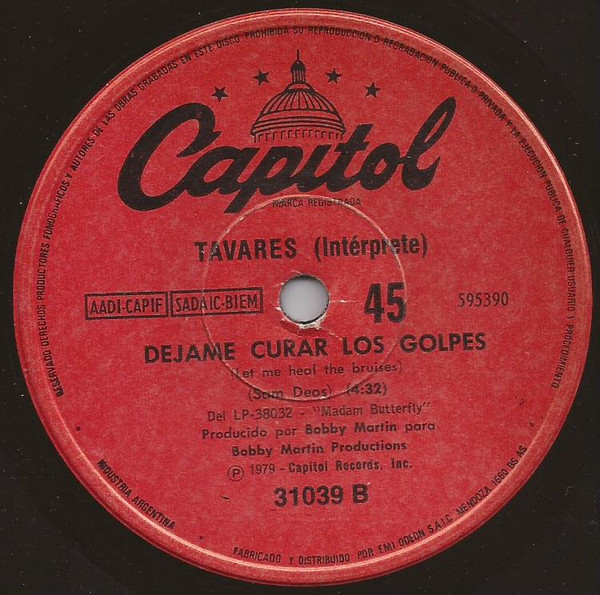 RESERVADO DERECHOS PRODUCTORES FONOGRAFICOS Y AUTORES DE LAS OBRAS GRABADAS EN ESTE DISCO PROHIBIDA SU REPRODUCCION O REGRABACION PUBLICA O PRIVADA Y LA EJECUCION PUBLICA DE CUALQUIER USUARIO Y PROCEDIMIENTO
Capitol
MARCA REGISTRADA
TAVARES (Intérprete)
AADI-CAPIF SADAIC-BIEM 45 595390
DEJAME CURAR LOS GOLPES
(Let me heal the bruises)
(Sam Deos) (4:32)
Del LP-38032 - "Madam Butterfly"
Producido por Bobby Martin para
Bobby Martin Productions
℗ 1979 - Capitol Records, Inc.
31039 B
INDUSTRIA ARGENTINA
FABRICADO Y DISTRIBUIDO POR EMI ODEON S.A.I.C. MENDOZA 1660 BS AS.